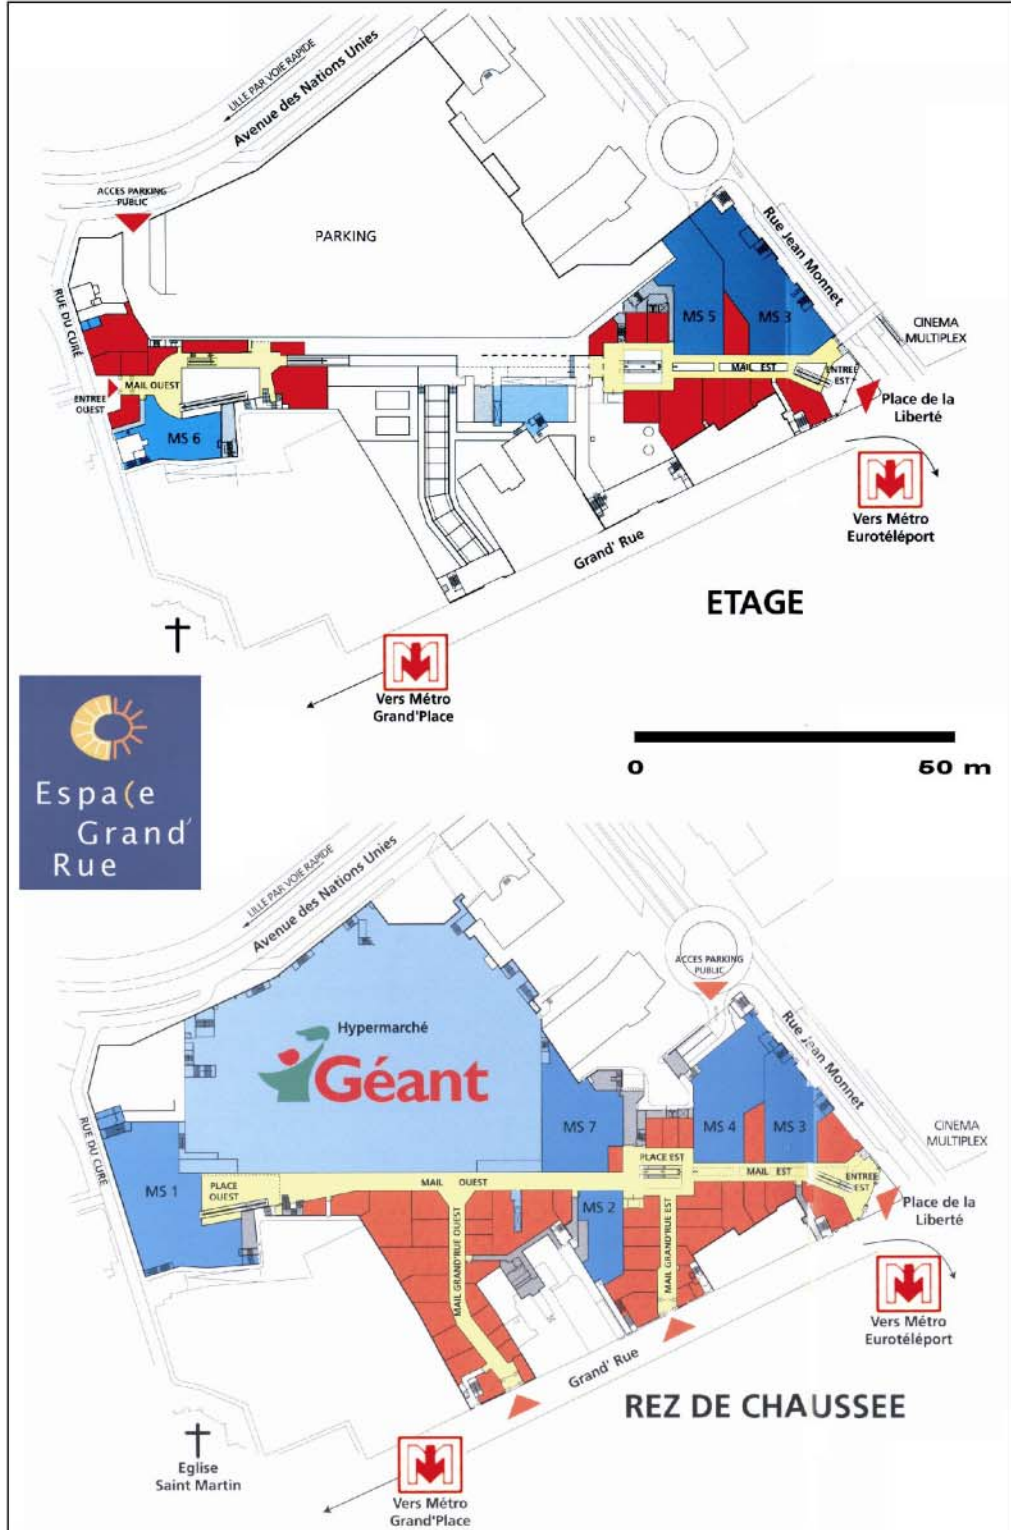 LILLE PAR VOIE RAPIDE
Avenue des Nations Unies
ACCES PARKING
PUBLIC
PARKING
RUE DU CURÉ
Rue Jean Monnet
MS 5
MS 3
CINEMA
MULTIPLEX
MAIL OUEST
MAIL EST
ENTREE
EST
ENTREE
OUEST
Place de la
Liberté
MS 6
Vers Métro
Eurotéléport
Grand' Rue
ETAGE
Vers Métro
Grand'Place
0
50 m
Espace
Grand'
Rue
LILLE PAR VOIE RAPIDE
Avenue des Nations Unies
ACCES PARKING
PUBLIC
Hypermarché
Géant
Rue Jean Monnet
RUE DU CURÉ
MS 7
MS 4
MS 3
CINEMA
MULTIPLEX
PLACE EST
MS 1
PLACE
OUEST
MAIL OUEST
MAIL EST
ENTREE
EST
Place de la
Liberté
MS 2
MAIL GRAND'RUE OUEST
MAIL GRAND'RUE EST
Vers Métro
Eurotéléport
Grand' Rue
REZ DE CHAUSSEE
Eglise
Saint Martin
Vers Métro
Grand'Place